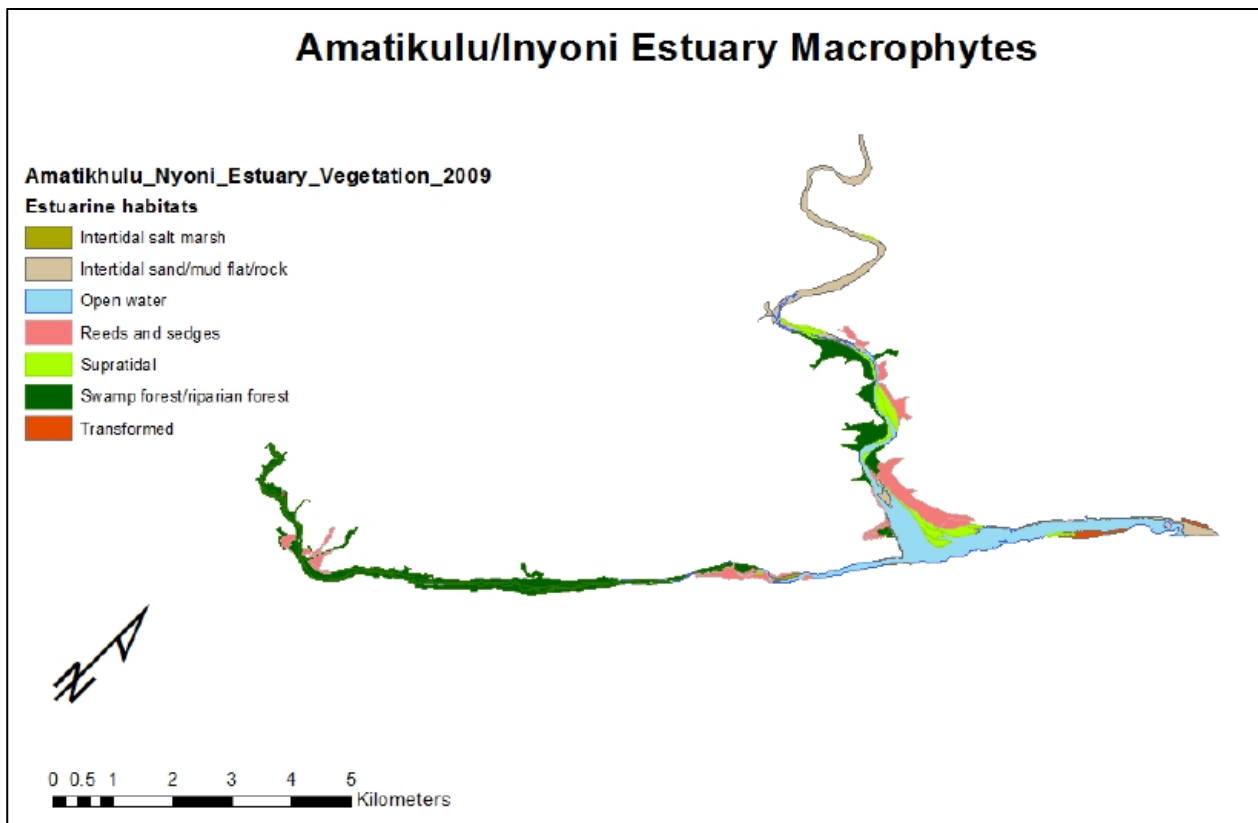 Amatikulu/Inyoni Estuary Macrophytes
Amatikhulu_Nyoni_Estuary_Vegetation_2009
Estuarine habitats
Intertidal salt marsh
Intertidal sand/mud flat/rock
Open water
Reeds and sedges
Supratidal
Swamp forest/riparian forest
Transformed
N
0 0.5 1 2 3 4 5
Kilometers